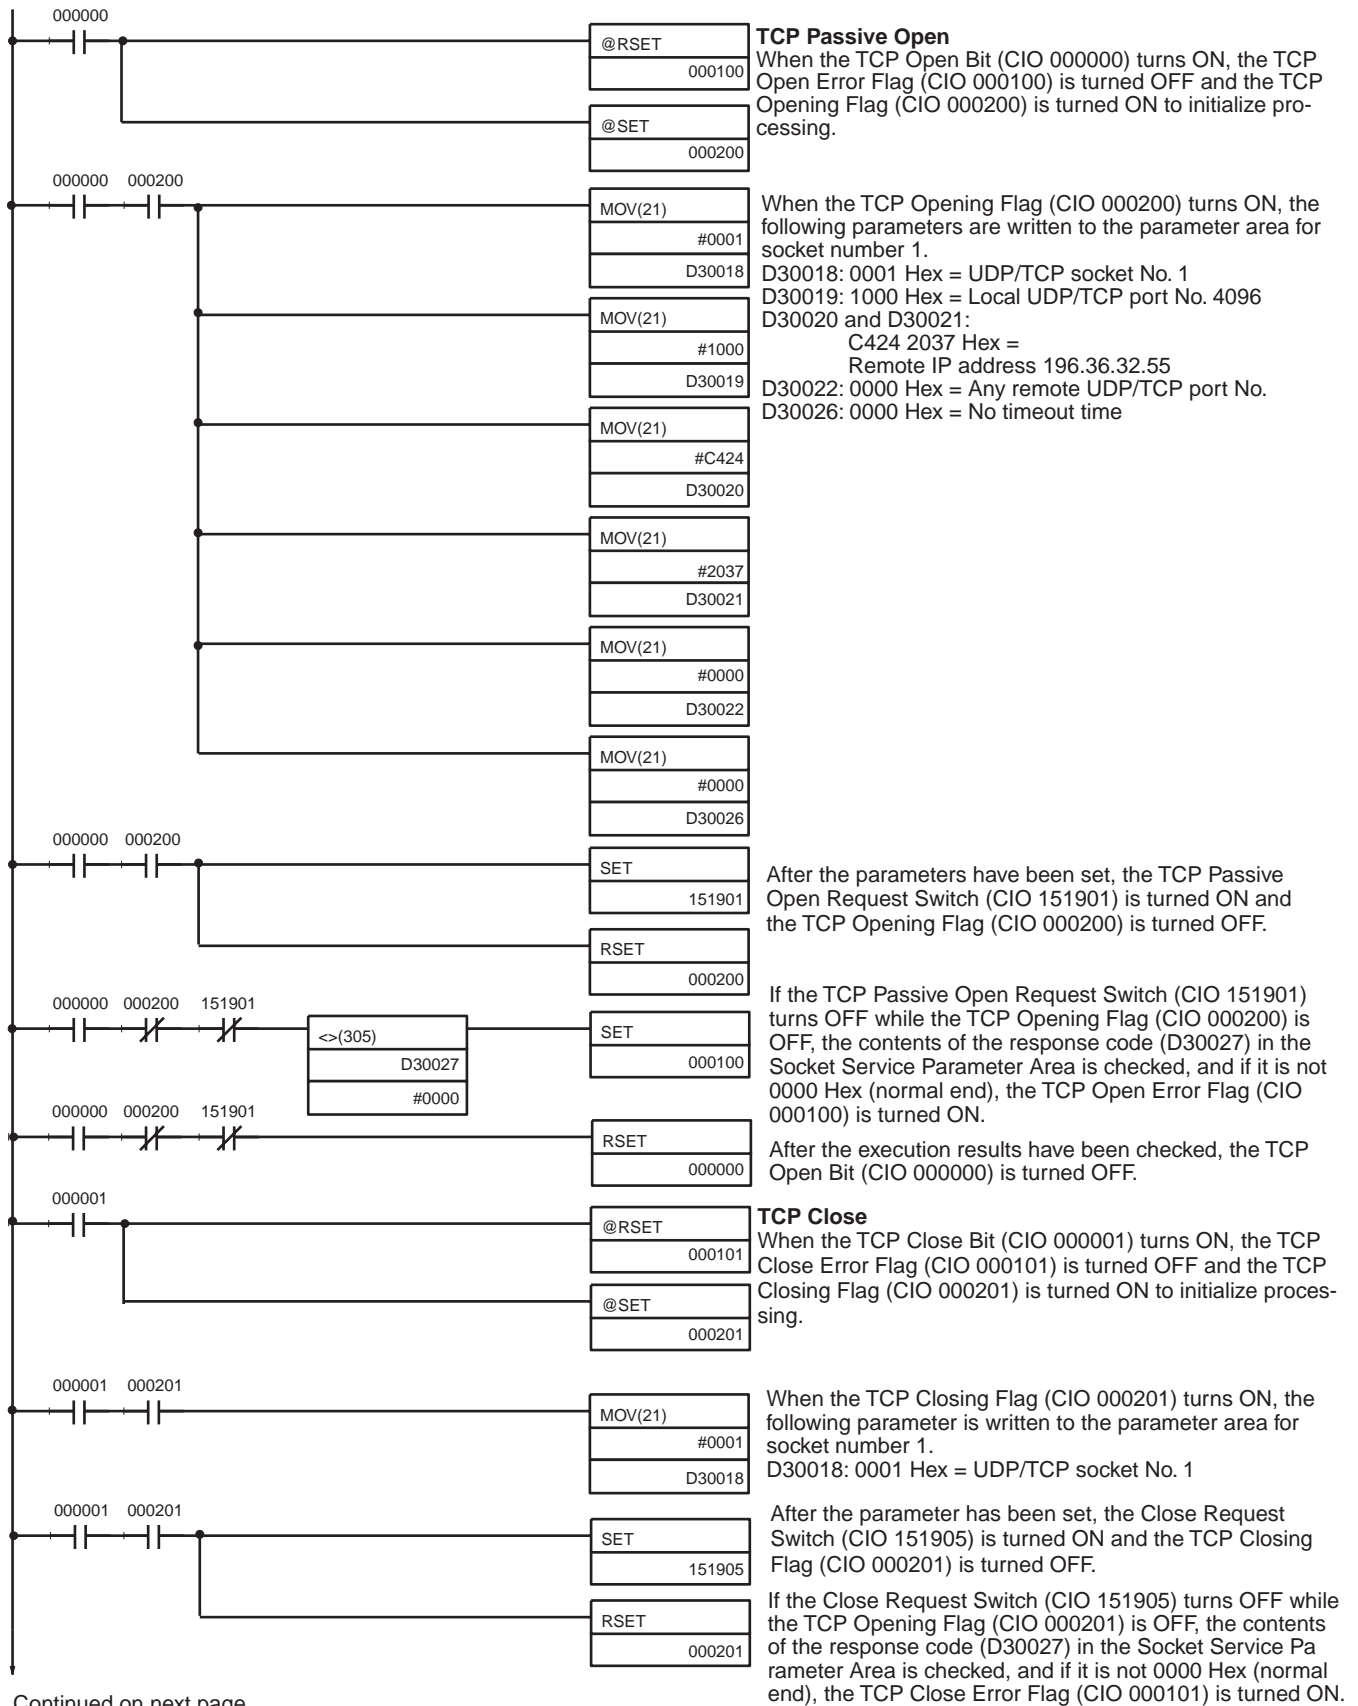 000000
@RSET
000100
TCP Passive Open
When the TCP Open Bit (CIO 000000) turns ON, the TCP
Open Error Flag (CIO 000100) is turned OFF and the TCP
Opening Flag (CIO 000200) is turned ON to initialize pro-
cessing.
@SET
000200
000000 000200
MOV(21)
#0001
D30018
When the TCP Opening Flag (CIO 000200) turns ON, the
following parameters are written to the parameter area for
socket number 1.
D30018: 0001 Hex = UDP/TCP socket No. 1
D30019: 1000 Hex = Local UDP/TCP port No. 4096
D30020 and D30021:
C424 2037 Hex =
Remote IP address 196.36.32.55
D30022: 0000 Hex = Any remote UDP/TCP port No.
D30026: 0000 Hex = No timeout time
MOV(21)
#1000
D30019
MOV(21)
#C424
D30020
MOV(21)
#2037
D30021
MOV(21)
#0000
D30022
MOV(21)
#0000
D30026
000000 000200
SET
151901
After the parameters have been set, the TCP Passive
Open Request Switch (CIO 151901) is turned ON and
the TCP Opening Flag (CIO 000200) is turned OFF.
RSET
000200
000000 000200 151901
<>(305)
D30027
#0000
SET
000100
If the TCP Passive Open Request Switch (CIO 151901)
turns OFF while the TCP Opening Flag (CIO 000200) is
OFF, the contents of the response code (D30027) in the
Socket Service Parameter Area is checked, and if it is not
0000 Hex (normal end), the TCP Open Error Flag (CIO
000100) is turned ON.
000000 000200 151901
RSET
000000
After the execution results have been checked, the TCP
Open Bit (CIO 000000) is turned OFF.
000001
@RSET
000101
TCP Close
When the TCP Close Bit (CIO 000001) turns ON, the TCP
Close Error Flag (CIO 000101) is turned OFF and the TCP
Closing Flag (CIO 000201) is turned ON to initialize proces-
sing.
@SET
000201
000001 000201
MOV(21)
#0001
D30018
When the TCP Closing Flag (CIO 000201) turns ON, the
following parameter is written to the parameter area for
socket number 1.
D30018: 0001 Hex = UDP/TCP socket No. 1
000001 000201
SET
151905
After the parameter has been set, the Close Request
Switch (CIO 151905) is turned ON and the TCP Closing
Flag (CIO 000201) is turned OFF.
RSET
000201
If the Close Request Switch (CIO 151905) turns OFF while
the TCP Opening Flag (CIO 000201) is OFF, the contents
of the response code (D30027) in the Socket Service Pa
rameter Area is checked, and if it is not 0000 Hex (normal
end), the TCP Close Error Flag (CIO 000101) is turned ON.
Continued on next page